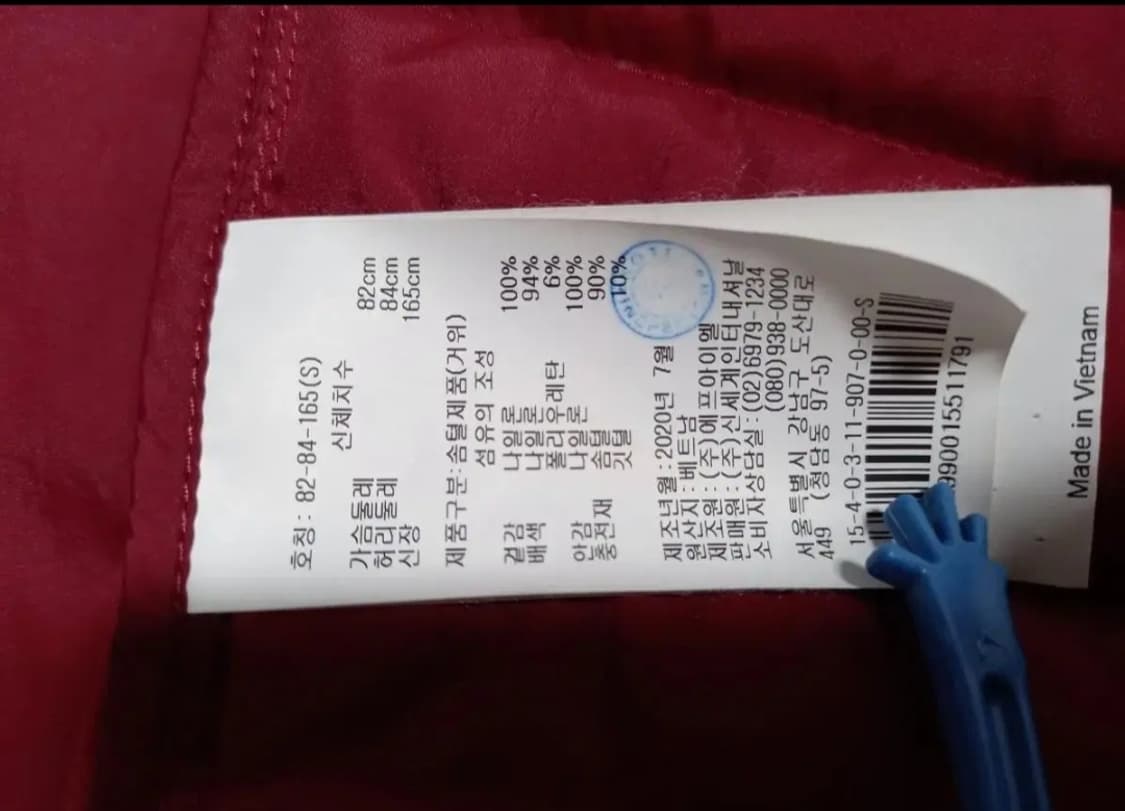 호칭 : 82-84-165(S)
신체치수
가슴둘레 82cm
허리둘레 84cm
신장 165cm
제품구분 : 솜털제품(거위)
섬유의 조성
겉감 나일론 100%
배색 나일론 94%
폴리우레탄 6%
안감 나일론 100%
충전재 솜털 90%
깃털 10%
제조년월 : 2020년 7월
원산지 : 베트남
제조원 : (주)에프아이엘
판매원 : (주)신세계인터내셔날
소비자상담실 : (02)6979-1234
(080)938-0000
서울특별시 강남구 도산대로
449 (청담동 97-5)
15-4-0-3-11-907-0-00-S
990015511791
Made in Vietnam